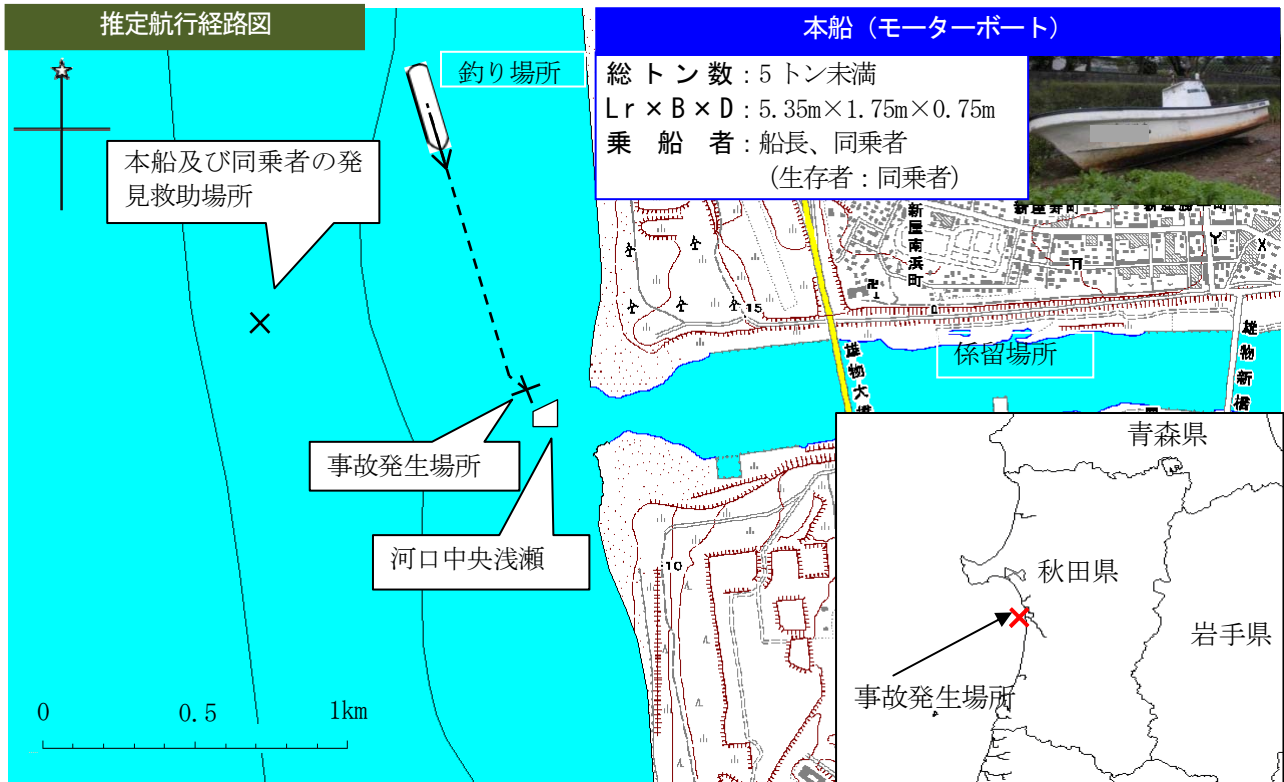 推定航行経路図
本船（モーターボート）
釣り場所
総トン数：5 トン未満
Lr×B×D：5.35m×1.75m×0.75m
乗船者：船長、同乗者
（生存者：同乗者）
本船及び同乗者の発
見救助場所
新屋南浜町
15
係留場所
雄物大橋
雄物新橋
事故発生場所
河口中央浅瀬
10
青森県
秋田県
岩手県
事故発生場所
0 0.5 1km